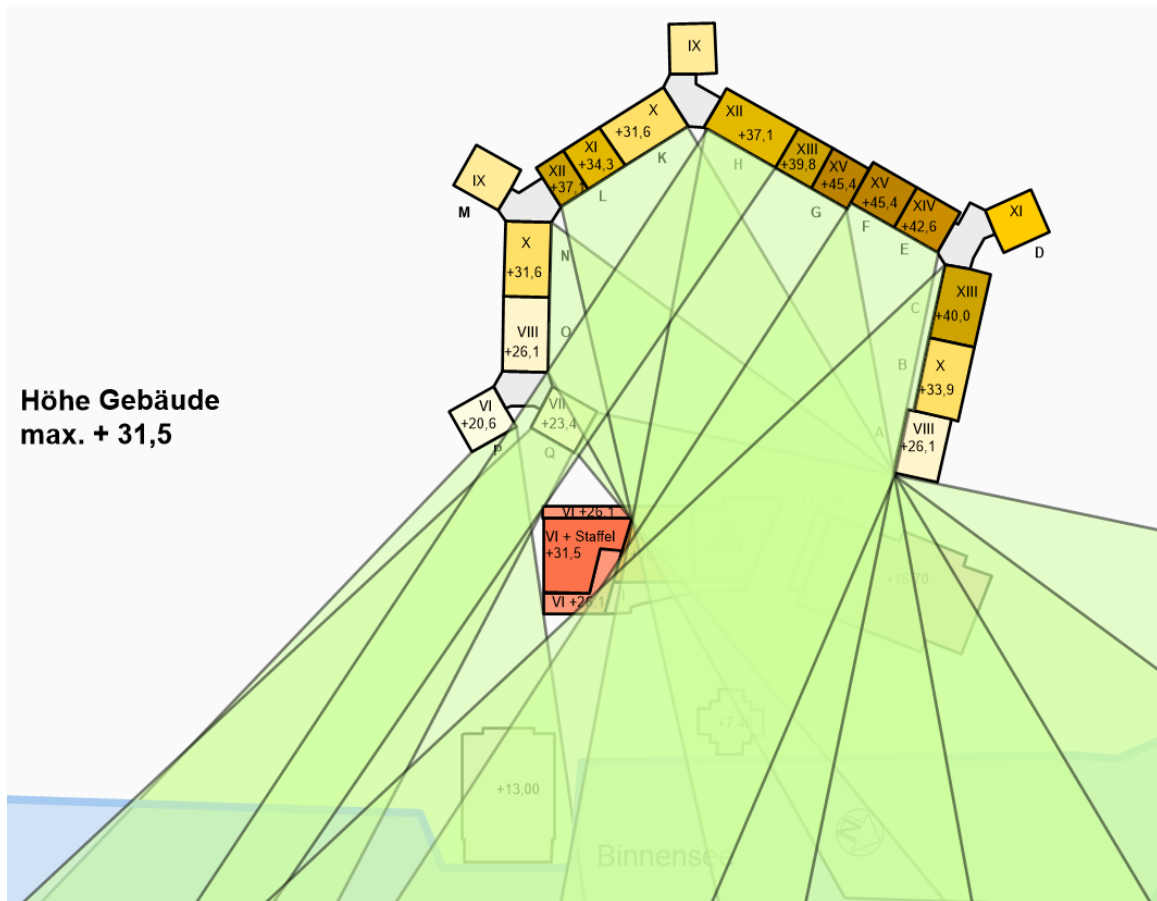 IX
X
+31,6
K
XII
+37,1
H
XIII
+39,8
XV
+45,4
G
XV
+45,4
F
XIV
+42,6
E
XI
D
XI
+34,3
XII
+37,1
L
IX
M
X
+31,6
N
VIII
+26,1
O
XIII
+40,0
C
X
+33,9
B
VIII
+26,1
A
VI
+20,6
P
VII
+23,4
Q
Höhe Gebäude
max. + 31,5
VI +26,1
VI + Staffel
+31,5
VI +26,1
+16,70
+7,40
+13,00
Binnensee
N